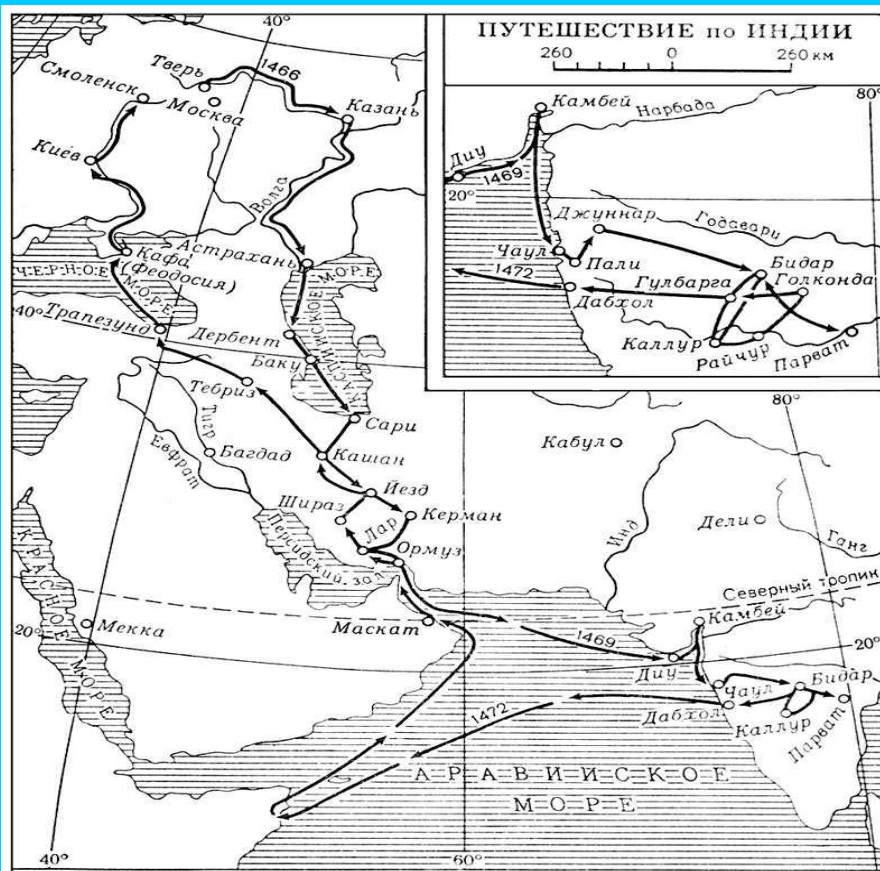 40°
ПУТЕШЕСТВИЕ ПО ИНДИИ
260 0 260 км
Тверь
1466
Смоленск
Москва
Казань
Киев
Волга
Астрахань
Кафа
(Феодосия)
ЧЕРНОЕ
МОРЕ
Трапезунд
40°
Дербент
Баку
КАСПИЙСКОЕ МОРЕ
Тебриз
Сари
Тигр
Евфрат
Багдад
Кашан
Йезд
Шираз
Лар
Керман
Ормуз
Персидский зал.
Маскат
Мекка
20°
КРАСНОЕ МОРЕ
Кабул
80°
Инд
Дели
Ганг
Северный тропик
Камбей
1469
Диу
20°
Чаул
Бидар
Дабхол
Каллур
Парват
1472
АРАВИЙСКОЕ
МОРЕ
40°
60°
Камбей
Нарбада
80°
Диу
1469
20°
Джуннар
Годавари
Чаул
Пали
Бидар
1472
Гулбарга
Голконда
Дабхол
Каллур
Райчур
Парват